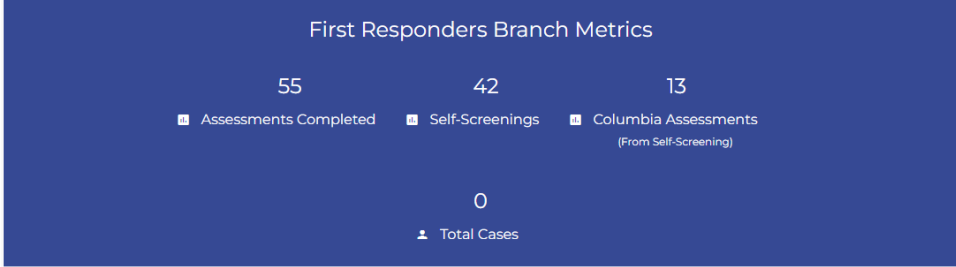 First Responders Branch Metrics
55 42 13
Assessments Completed Self-Screenings Columbia Assessments
(From Self-Screening)
0
Total Cases